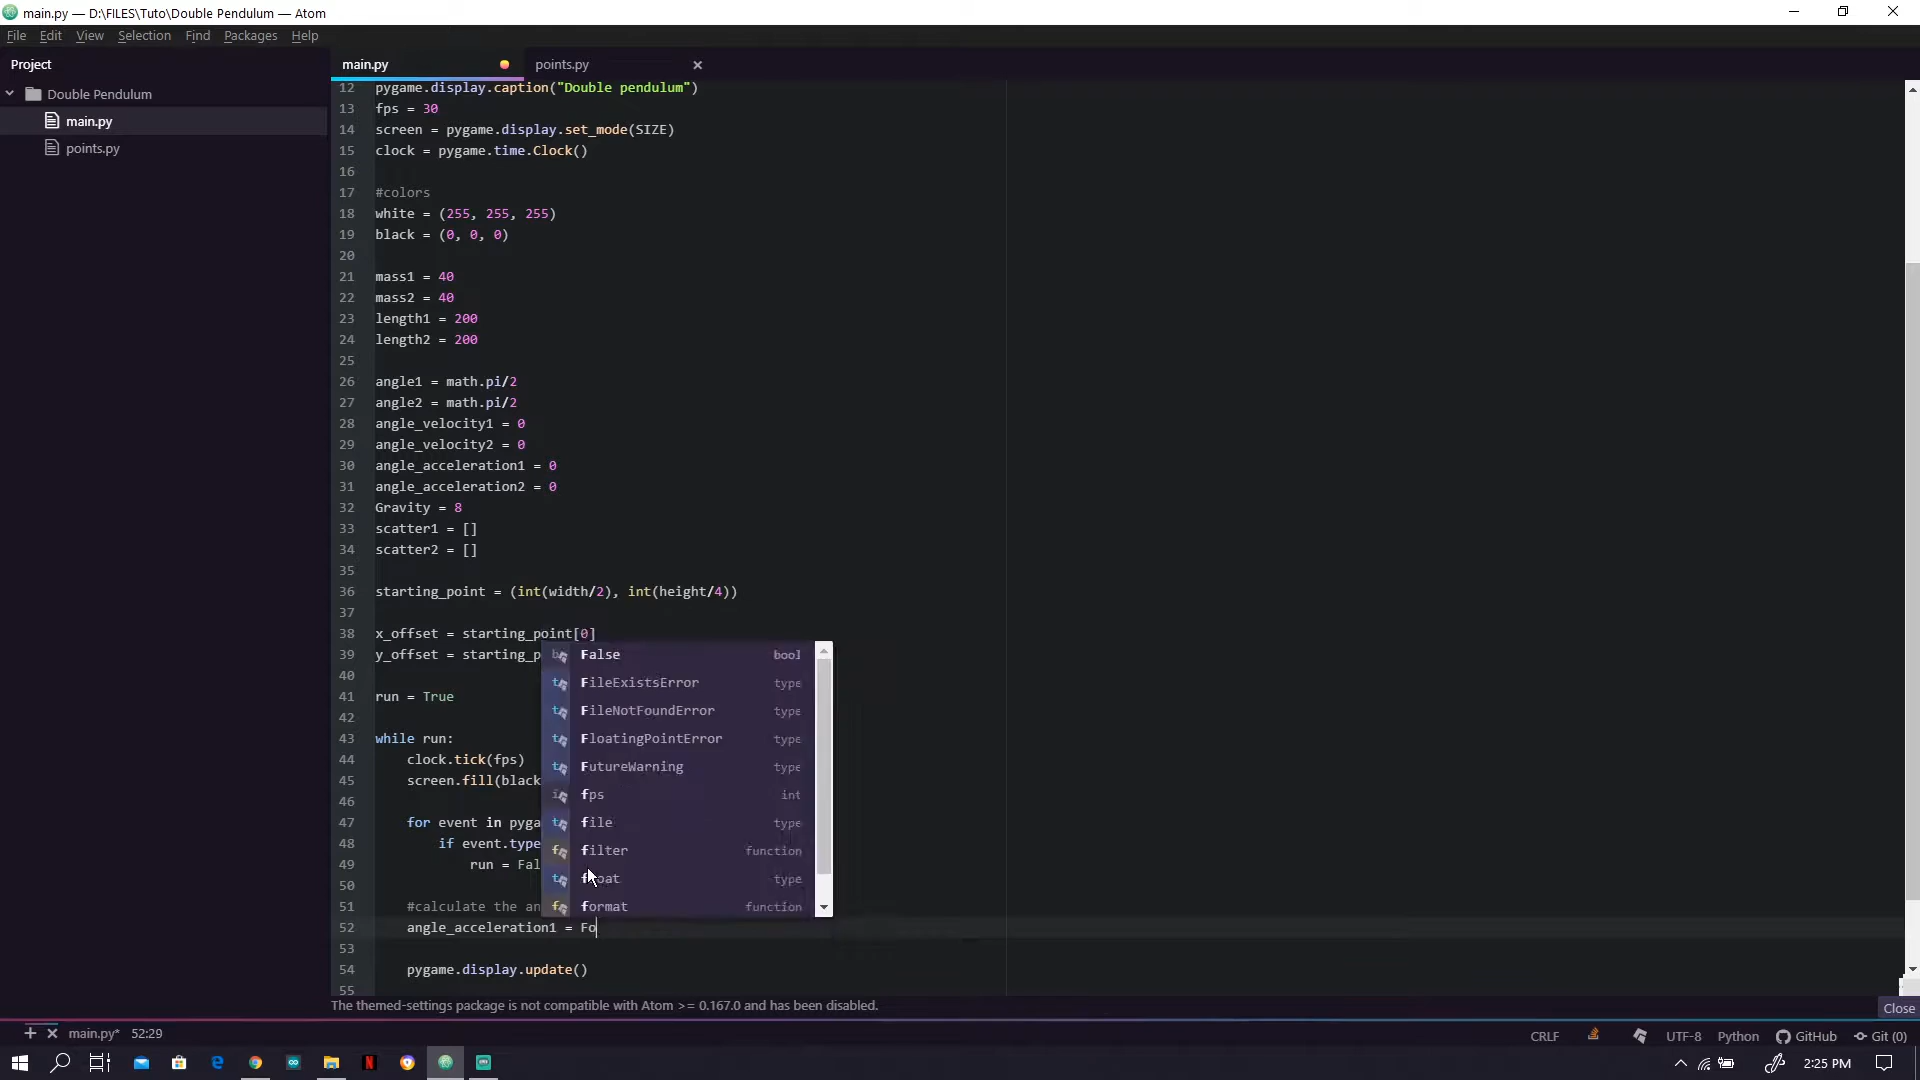 main.py — D:\FILES\Tuto\Double Pendulum — Atom
File Edit View Selection Find Packages Help
Project
Double Pendulum
main.py
points.py
main.py
points.py
12 pygame.display.caption("Double pendulum")
13 fps = 30
14 screen = pygame.display.set_mode(SIZE)
15 clock = pygame.time.Clock()
16
17 #colors
18 white = (255, 255, 255)
19 black = (0, 0, 0)
20
21 mass1 = 40
22 mass2 = 40
23 length1 = 200
24 length2 = 200
25
26 angle1 = math.pi/2
27 angle2 = math.pi/2
28 angle_velocity1 = 0
29 angle_velocity2 = 0
30 angle_acceleration1 = 0
31 angle_acceleration2 = 0
32 Gravity = 8
33 scatter1 = []
34 scatter2 = []
35
36 starting_point = (int(width/2), int(height/4))
37
38 x_offset = starting_point[0]
39 y_offset = starting_p
40
41 run = True
42
43 while run:
44 clock.tick(fps)
45 screen.fill(black
46
47 for event in pyga
48 if event.type
49 run = Fal
50
51 #calculate the an
52 angle_acceleration1 = Fo
53
54 pygame.display.update()
55
False bool
FileExistsError type
FileNotFoundError type
FloatingPointError type
FutureWarning type
fps int
file type
filter function
float type
format function
The themed-settings package is not compatible with Atom >= 0.167.0 and has been disabled.
Close
main.py* 52:29
CRLF UTF-8 Python GitHub Git (0)
2:25 PM